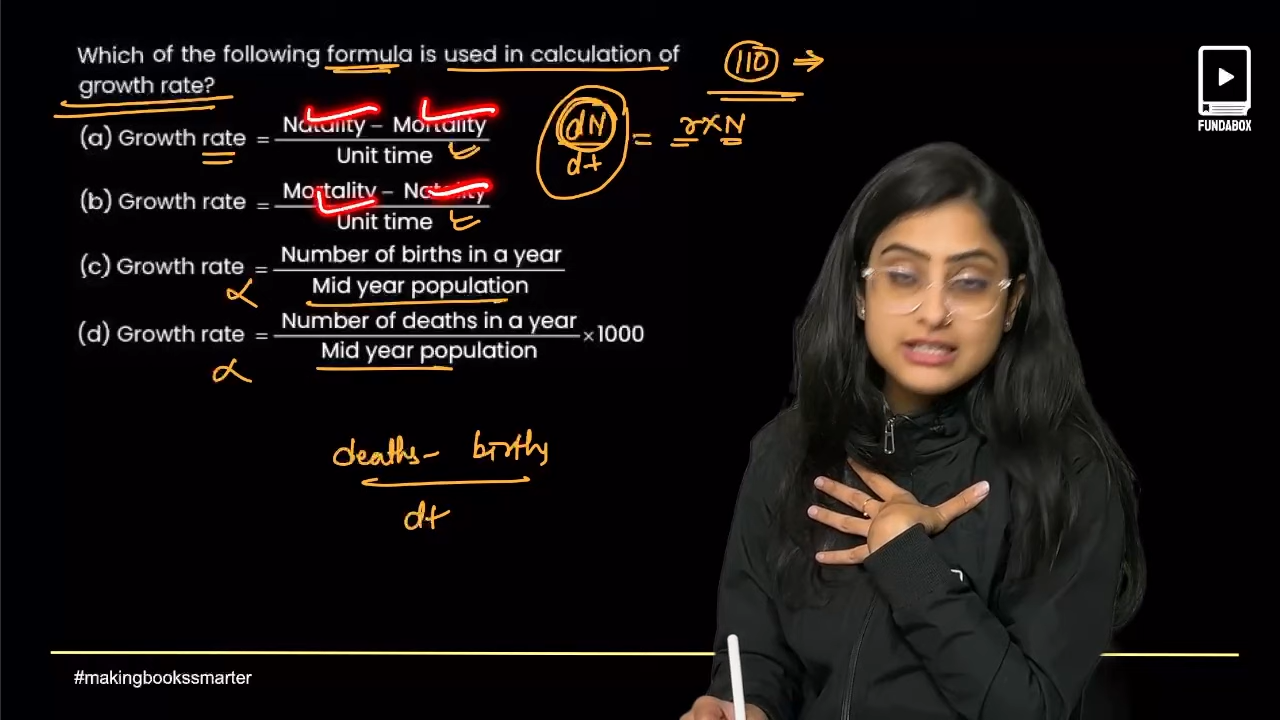 Which of the following formula is used in calculation of
growth rate?
(a) Growth rate = Natality – Mortality
Unit time
(b) Growth rate = Mortality – Natality
Unit time
(c) Growth rate = Number of births in a year
Mid year population
(d) Growth rate = Number of deaths in a year × 1000
Mid year population
110 →
dN = r × N
dt
deaths – births
dt
FUNDABOX
#makingbookssmarter